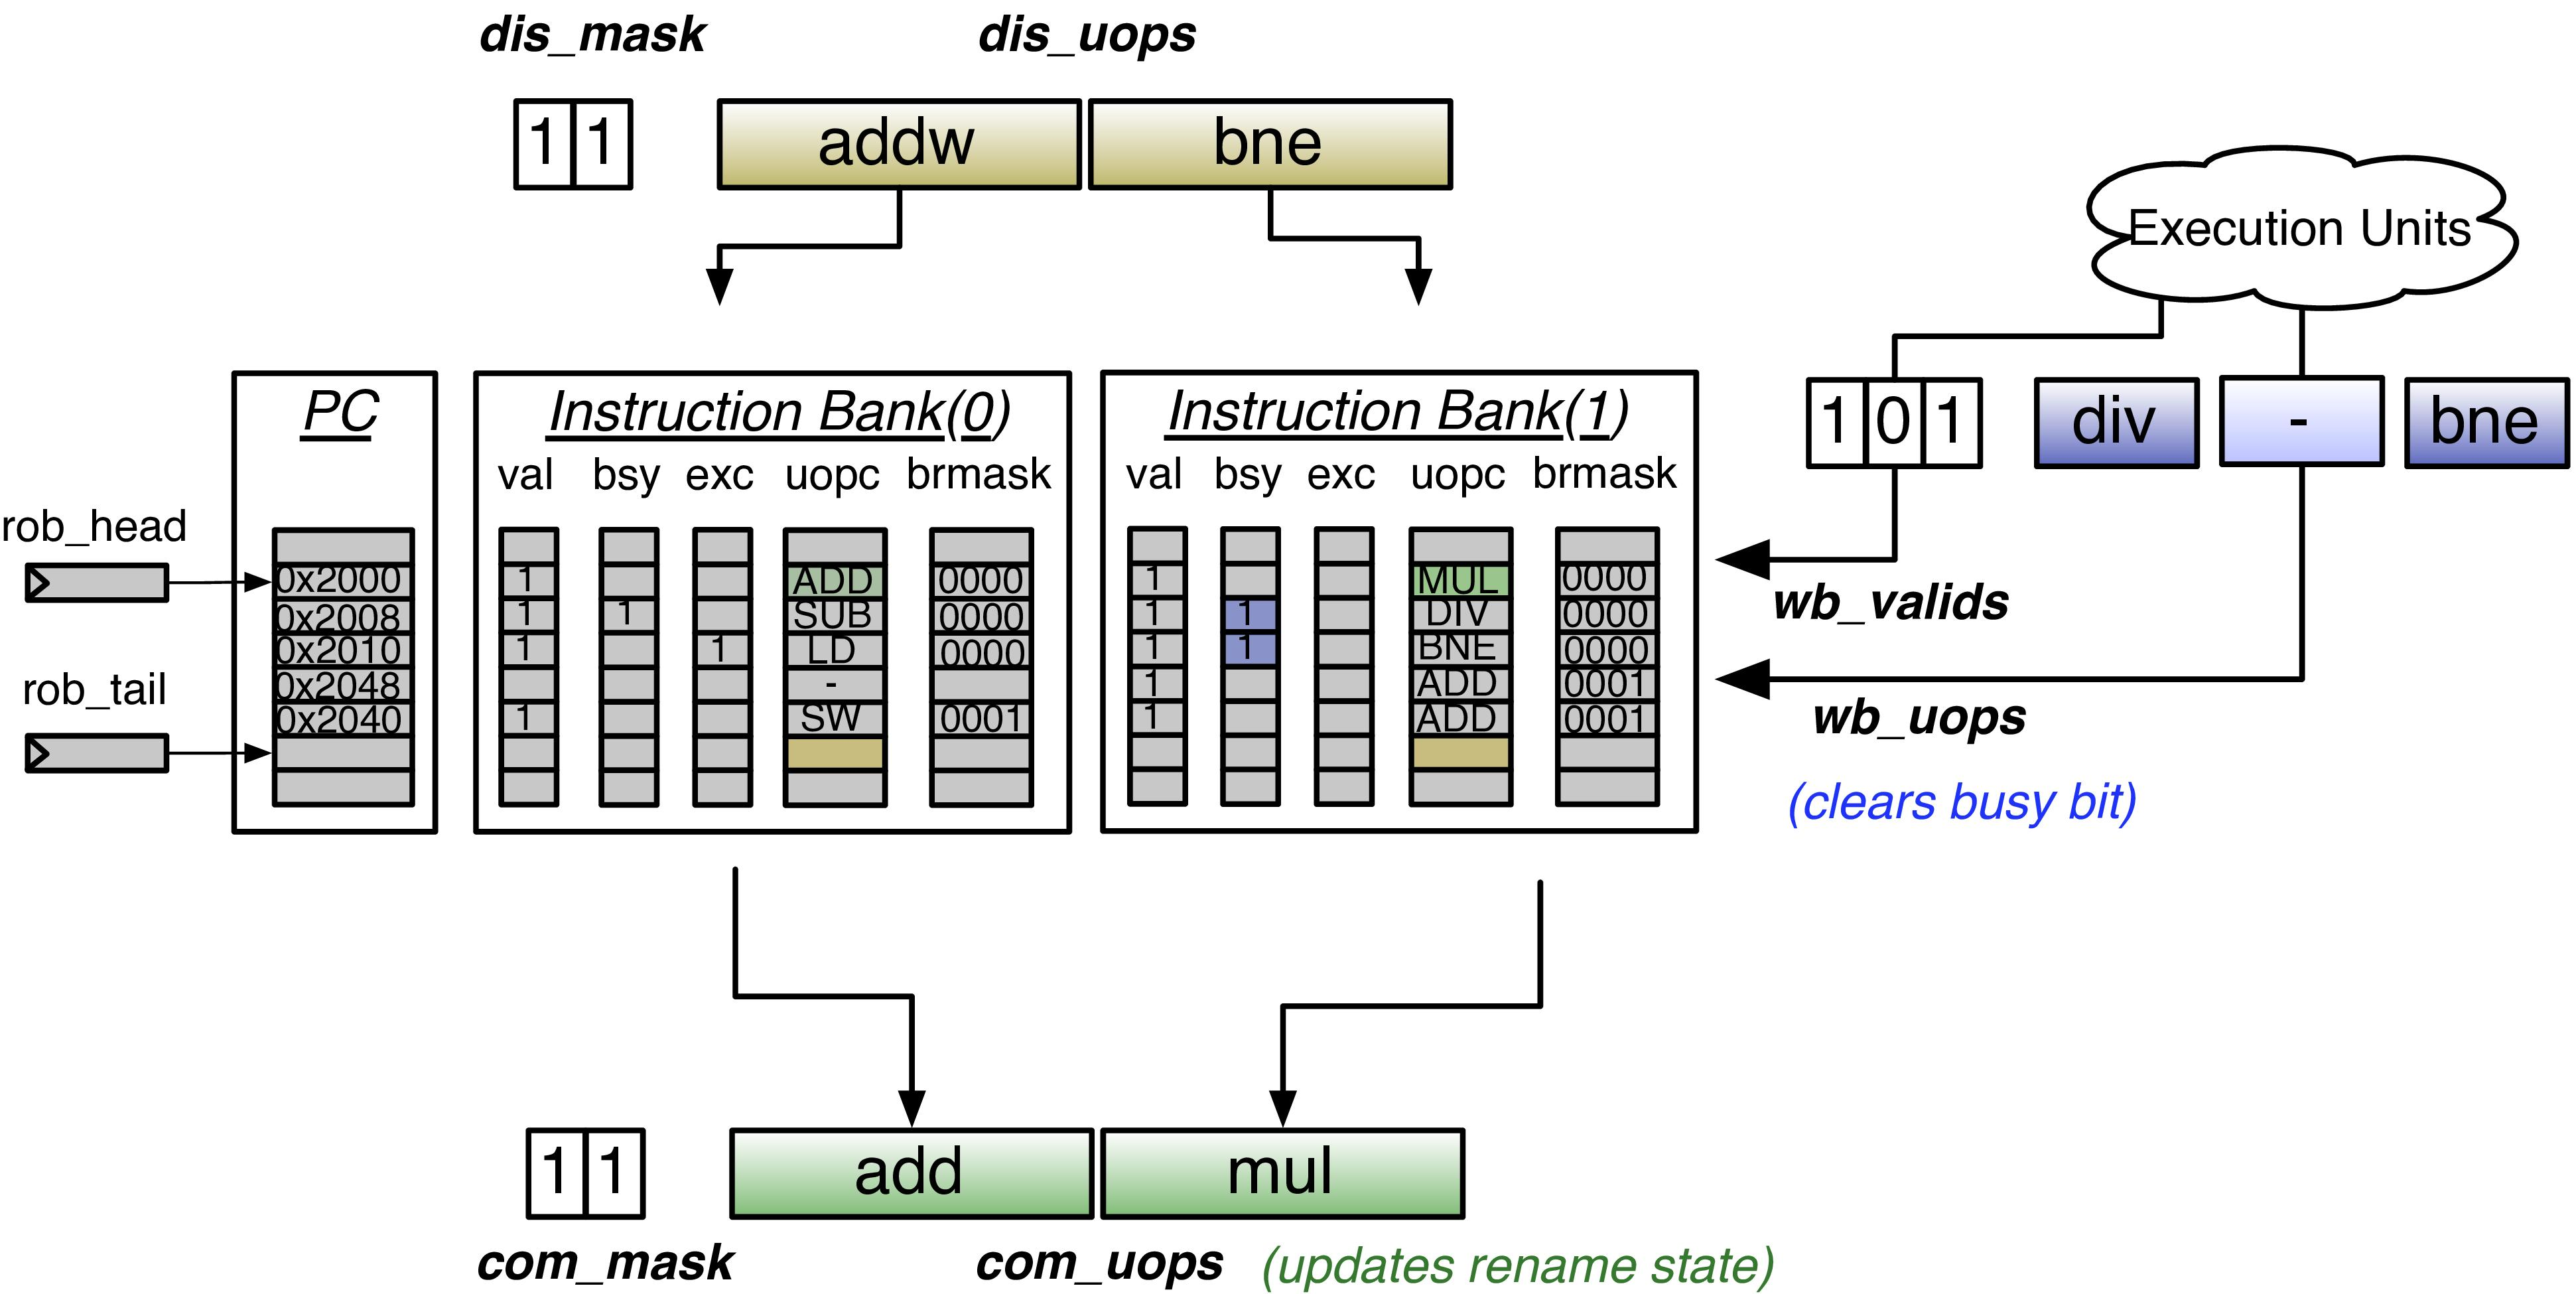 dis_mask dis_uops
1 1 addw bne
Execution Units
PC Instruction Bank(0) Instruction Bank(1) 1 0 1 div - bne
val bsy exc uopc brmask val bsy exc uopc brmask
rob_head
0x2000 1 ADD 0000 1 MUL 0000
wb_valids
0x2008 1 1 SUB 0000 1 1 DIV 0000
0x2010 1 1 LD 0000 1 1 BNE 0000
rob_tail
0x2048 - 1 ADD 0001
0x2040 1 SW 0001 1 ADD 0001
wb_uops
(clears busy bit)
1 1 add mul
com_mask com_uops (updates rename state)